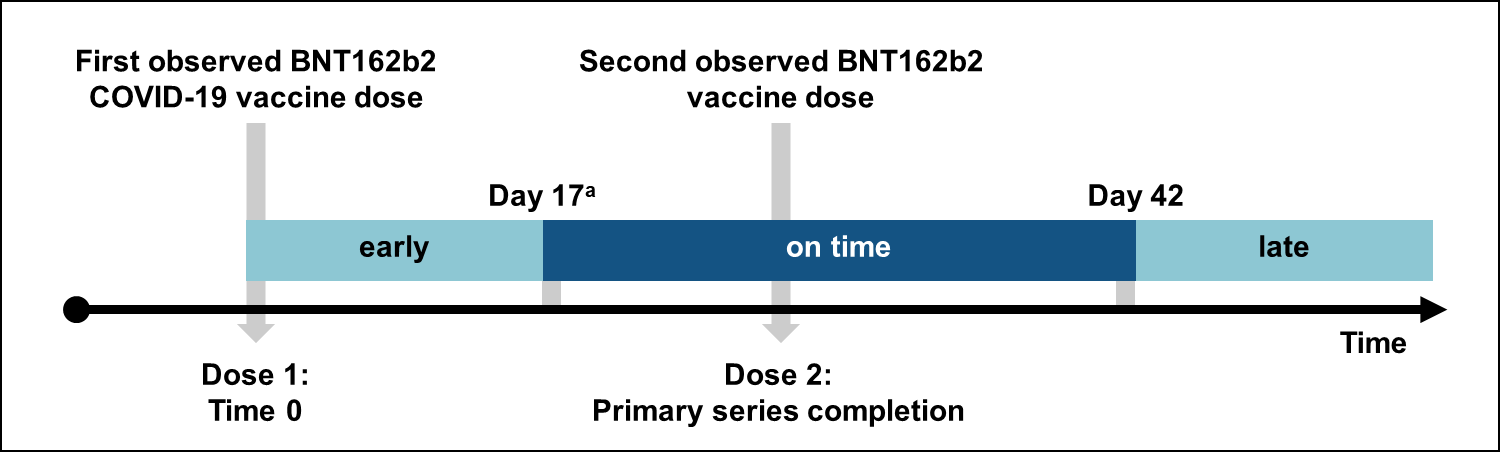 First observed BNT162b2
COVID-19 vaccine dose
Second observed BNT162b2
vaccine dose
Day 17ᵃ
Day 42
early
on time
late
Time
Dose 1:
Time 0
Dose 2:
Primary series completion